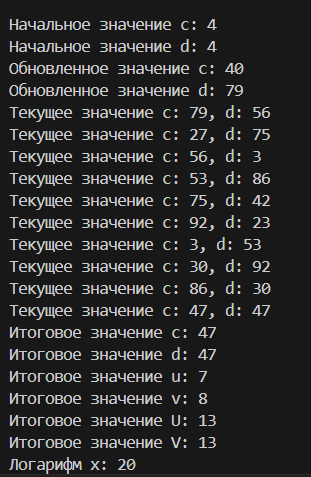 Начальное значение c: 4
Начальное значение d: 4
Обновленное значение c: 40
Обновленное значение d: 79
Текущее значение c: 79, d: 56
Текущее значение c: 27, d: 75
Текущее значение c: 56, d: 3
Текущее значение c: 53, d: 86
Текущее значение c: 75, d: 42
Текущее значение c: 92, d: 23
Текущее значение c: 3, d: 53
Текущее значение c: 30, d: 92
Текущее значение c: 86, d: 30
Текущее значение c: 47, d: 47
Итоговое значение c: 47
Итоговое значение d: 47
Итоговое значение u: 7
Итоговое значение v: 8
Итоговое значение U: 13
Итоговое значение V: 13
Логарифм x: 20